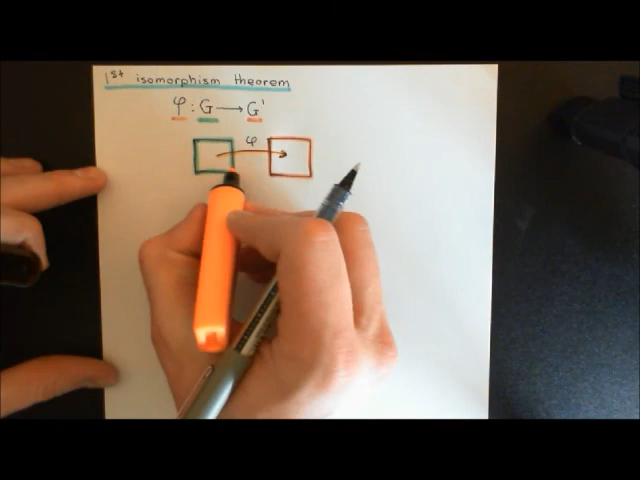 1st isomorphism theorem
φ : G → G'
φ